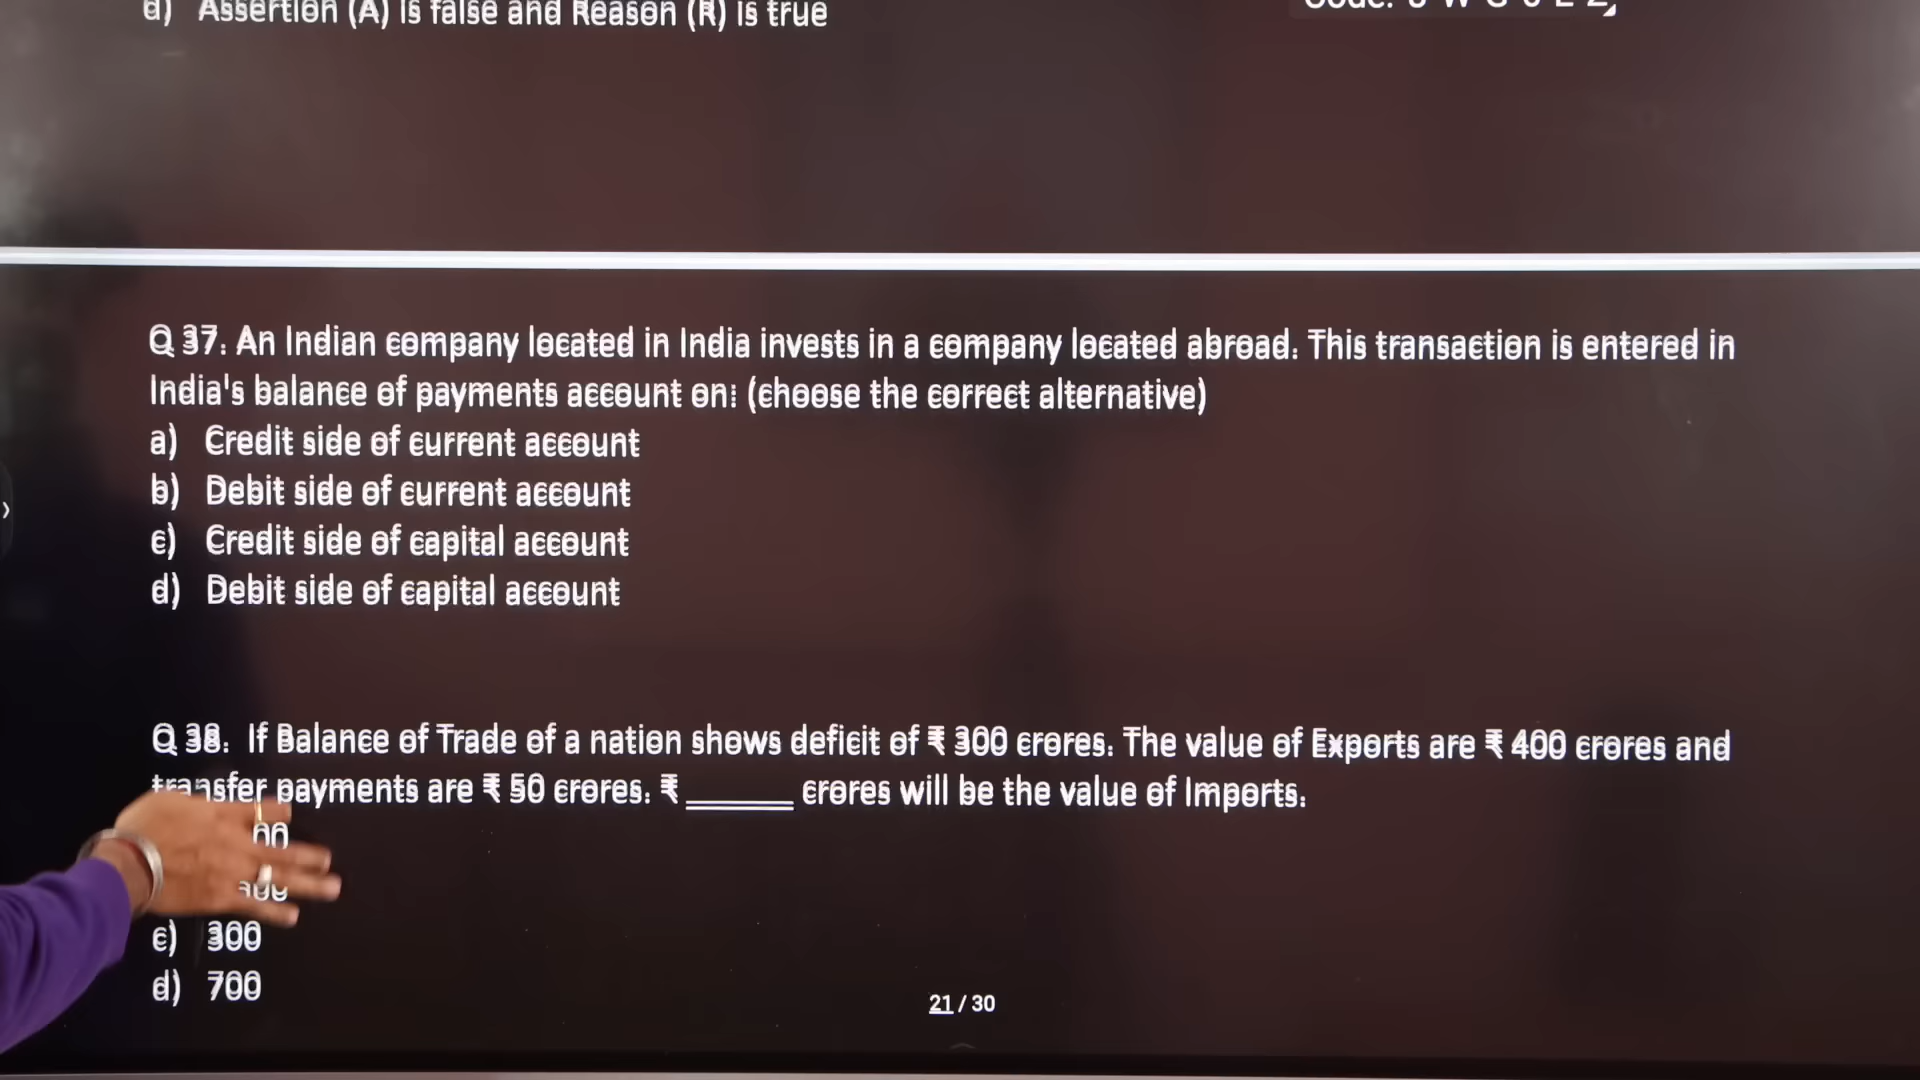 d) Assertion (A) is false and Reason (R) is true
Q 37. An Indian company located in India invests in a company located abroad. This transaction is entered in
India's balance of payments account on: (choose the correct alternative)
a) Credit side of current account
b) Debit side of current account
c) Credit side of capital account
d) Debit side of capital account
Q 38. If Balance of Trade of a nation shows deficit of ₹ 300 crores. The value of Exports are ₹ 400 crores and
transfer payments are ₹ 50 crores. ₹ ______ crores will be the value of Imports.
c) 300
d) 700
21 / 30